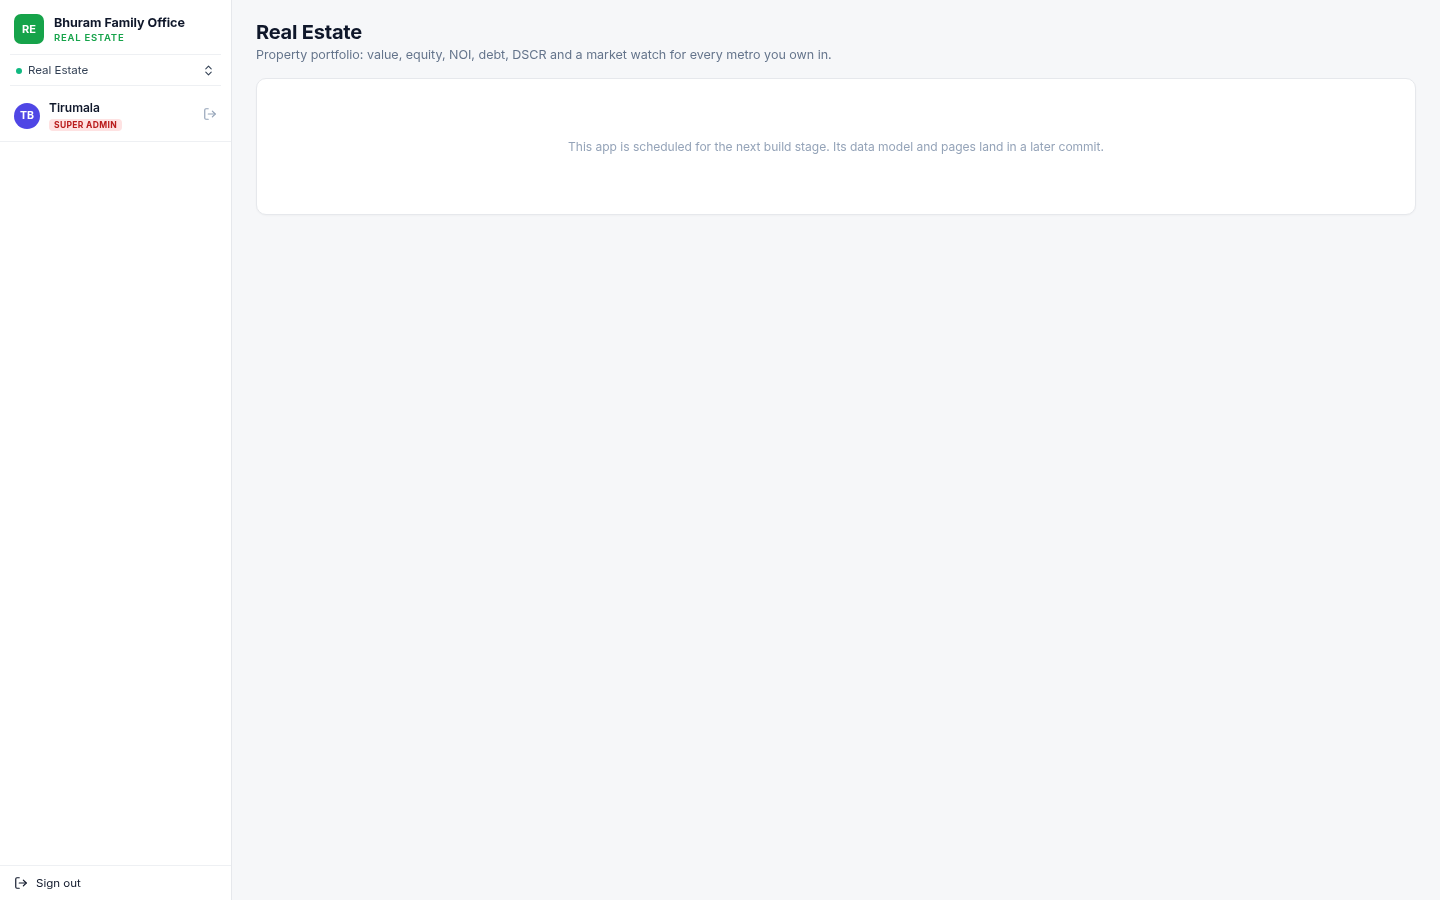 RE
Bhuram Family Office
REAL ESTATE
Real Estate
TB
Tirumala
SUPER ADMIN
Sign out
Real Estate
Property portfolio: value, equity, NOI, debt, DSCR and a market watch for every metro you own in.
This app is scheduled for the next build stage. Its data model and pages land in a later commit.